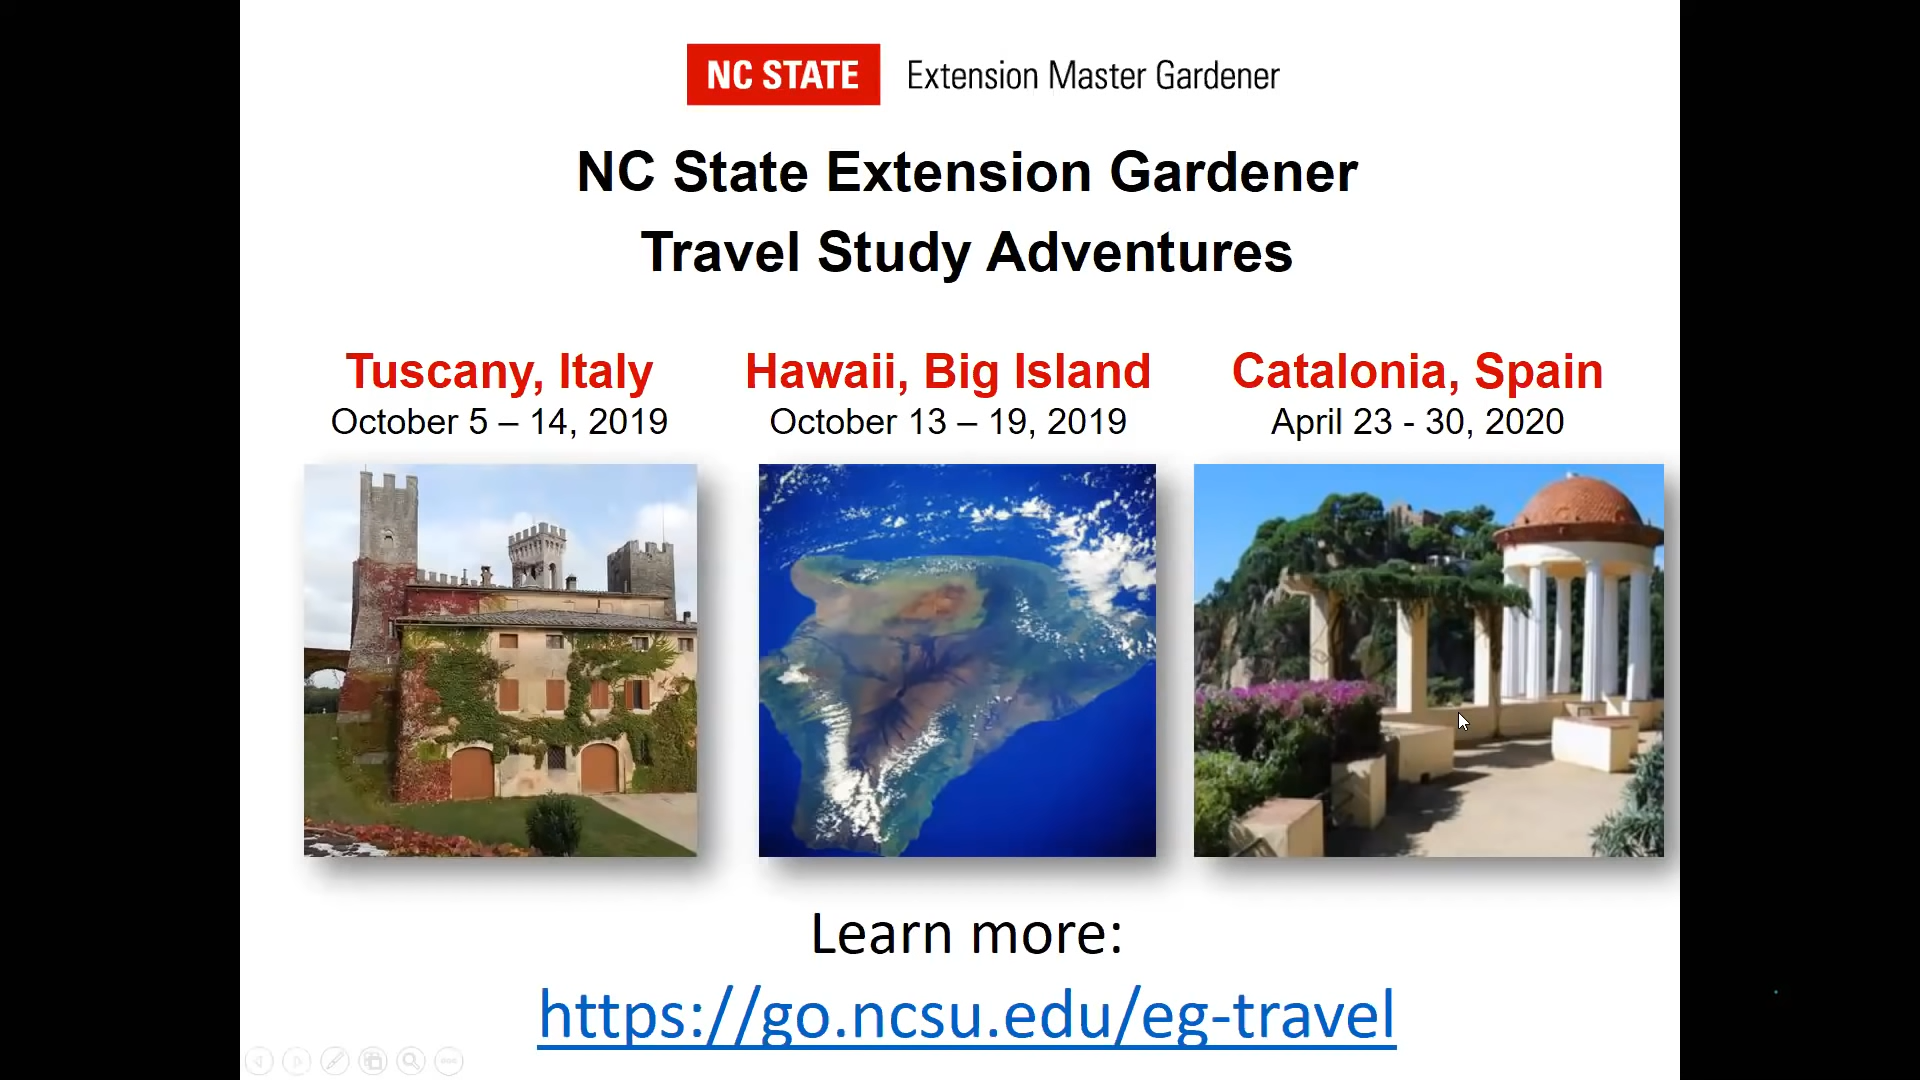 NC STATE Extension Master Gardener
NC State Extension Gardener
Travel Study Adventures
Tuscany, Italy
October 5 – 14, 2019
Hawaii, Big Island
October 13 – 19, 2019
Catalonia, Spain
April 23 - 30, 2020
Learn more:
https://go.ncsu.edu/eg-travel